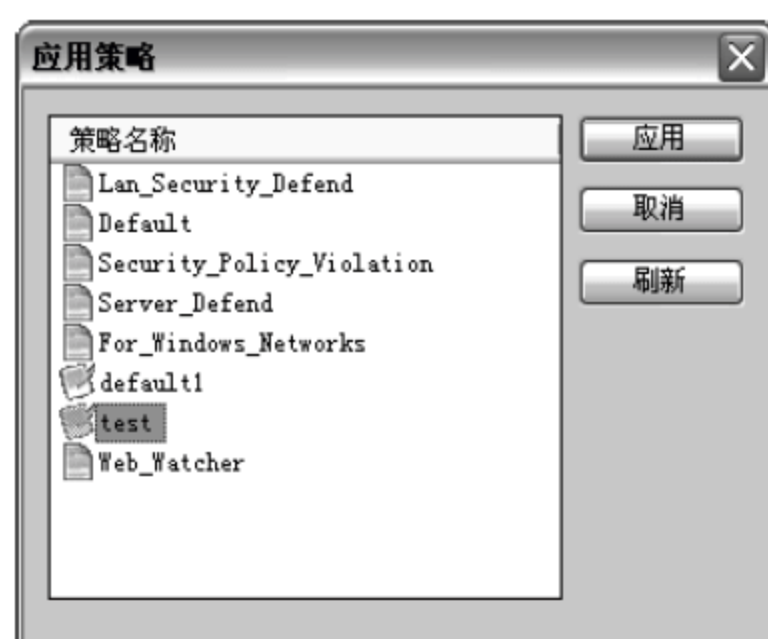 应用策略
策略名称
应用
Lan_Security_Defend
Default
取消
Security_Policy_Violation
刷新
Server_Defend
For_Windows_Networks
default1
test
Web_Watcher